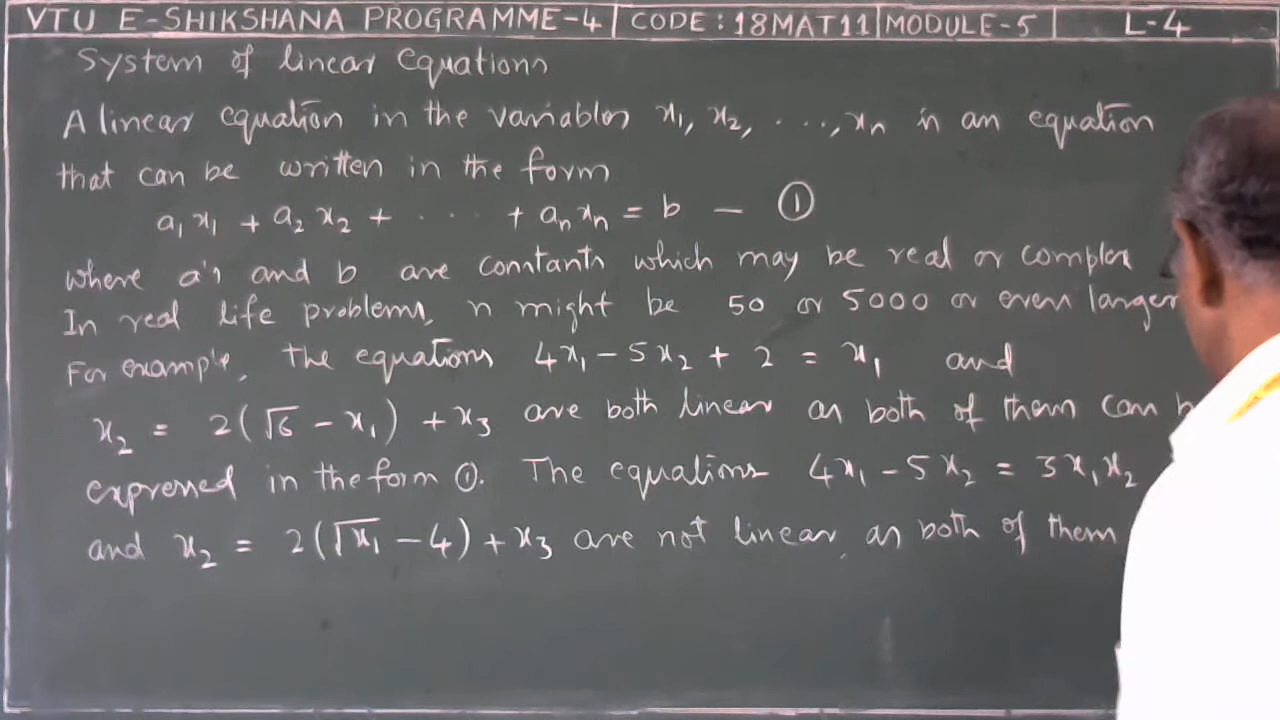 VTU E-SHIKSHANA PROGRAMME-4 | CODE : 18MAT11 | MODULE-5 | L-4
System of linear Equations
A linear equation in the variables x₁, x₂, . . ., xₙ is an equation
that can be written in the form
a₁x₁ + a₂x₂ + . . . . + aₙxₙ = b — ①
where a's and b are constants which may be real or complex
In real life problems, n might be 50 or 5000 or even larger
For example, the equations 4x₁ - 5x₂ + 2 = x₁ and
x₂ = 2(√6 - x₁) + x₃ are both linear as both of them can
expressed in the form ①. The equations 4x₁ - 5x₂ = 3x₁x₂
and x₂ = 2(√x₁ - 4) + x₃ are not linear, as both of them